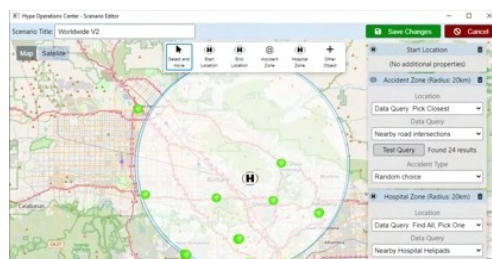 Hype Operations Center - Scenario Editor
Scenario Title: Worldwide V2
Save Changes
Cancel
Map
Satellite
Select and Move
Start Location
End Location
Accident Zone
Hospital Zone
Other Object
Start Location
(No additional properties)
Accident Zone (Radius: 20km)
Location
Data Query: Pick Closest
Data Query
Nearby road intersections
Test Query
Found 24 results
Accident Type
Random choice
Hospital Zone (Radius: 20km)
Location
Data Query: Find All, Pick One
Data Query
Nearby Hospital Helipads
Calabasas
Alhambra